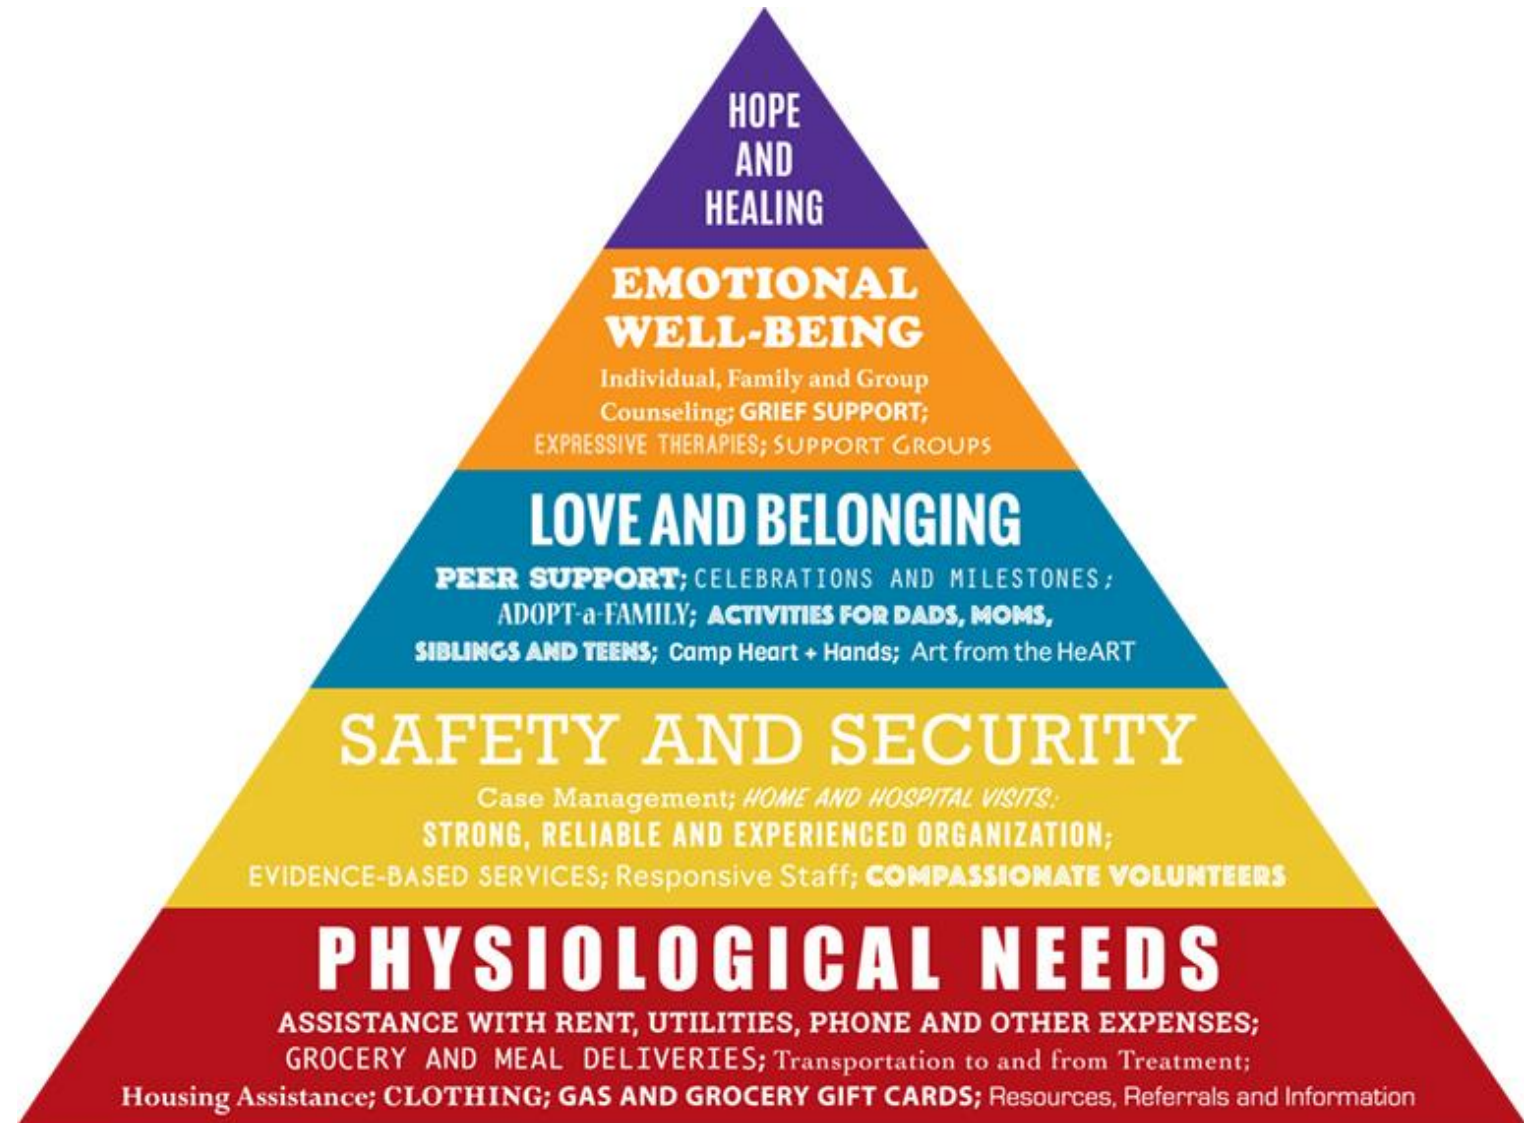 HOPE
AND
HEALING
EMOTIONAL
WELL-BEING
Individual, Family and Group
Counseling; GRIEF SUPPORT;
EXPRESSIVE THERAPIES; SUPPORT GROUPS
LOVE AND BELONGING
PEER SUPPORT; CELEBRATIONS AND MILESTONES;
ADOPT-a-FAMILY; ACTIVITIES FOR DADS, MOMS,
SIBLINGS AND TEENS; Camp Heart + Hands; Art from the HeART
SAFETY AND SECURITY
Case Management; HOME AND HOSPITAL VISITS;
STRONG, RELIABLE AND EXPERIENCED ORGANIZATION;
EVIDENCE-BASED SERVICES; Responsive Staff; COMPASSIONATE VOLUNTEERS
PHYSIOLOGICAL NEEDS
ASSISTANCE WITH RENT, UTILITIES, PHONE AND OTHER EXPENSES;
GROCERY AND MEAL DELIVERIES; Transportation to and from Treatment;
Housing Assistance; CLOTHING; GAS AND GROCERY GIFT CARDS; Resources, Referrals and Information